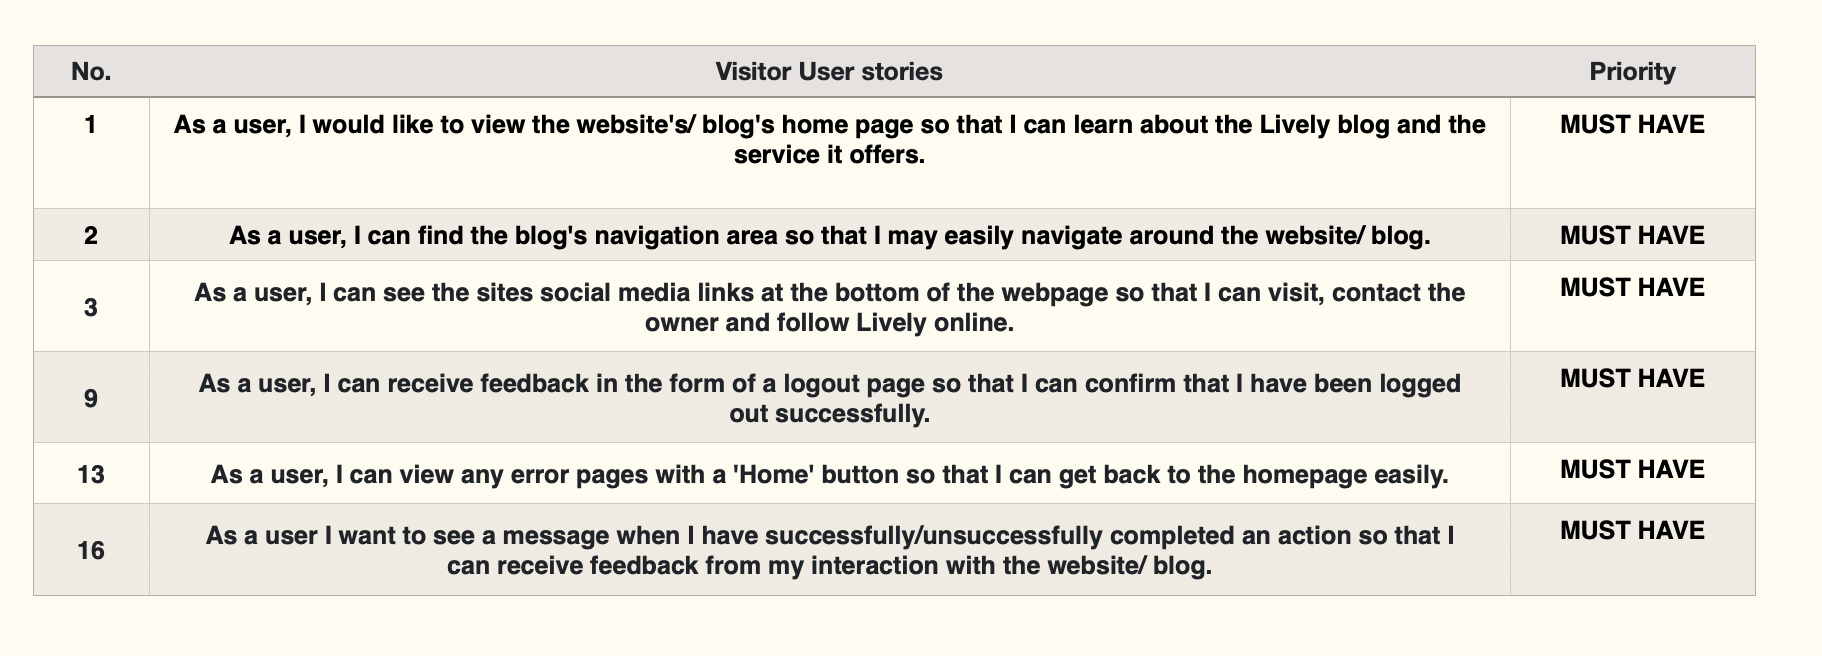 No. Visitor User stories Priority
1 As a user, I would like to view the website's/ blog's home page so that I can learn about the Lively blog and the MUST HAVE
service it offers.
2 As a user, I can find the blog's navigation area so that I may easily navigate around the website/ blog. MUST HAVE
3 As a user, I can see the sites social media links at the bottom of the webpage so that I can visit, contact the MUST HAVE
owner and follow Lively online.
9 As a user, I can receive feedback in the form of a logout page so that I can confirm that I have been logged MUST HAVE
out successfully.
13 As a user, I can view any error pages with a 'Home' button so that I can get back to the homepage easily. MUST HAVE
16 As a user I want to see a message when I have successfully/unsuccessfully completed an action so that I MUST HAVE
can receive feedback from my interaction with the website/ blog.